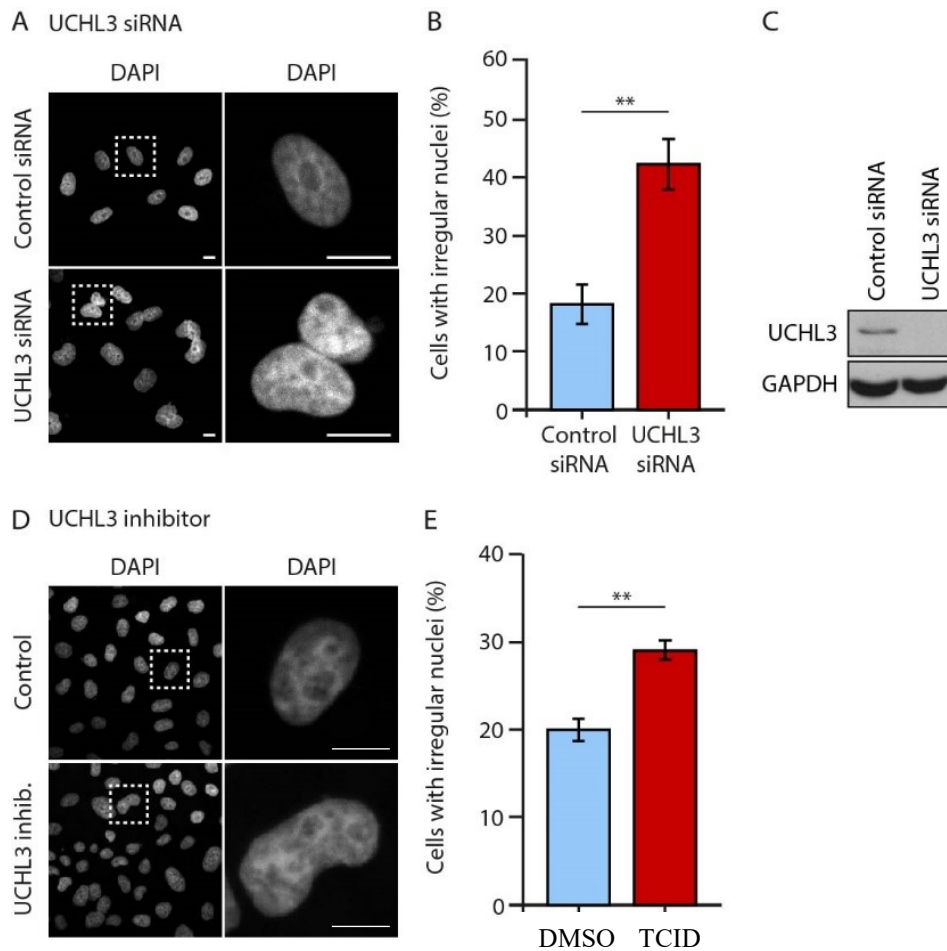 A UCHL3 siRNA
DAPI DAPI
Control siRNA
UCHL3 siRNA
B
Cells with irregular nuclei (%)
60
50
40
30
20
10
0
**
Control siRNA
UCHL3 siRNA
C
Control siRNA
UCHL3 siRNA
UCHL3
GAPDH
D UCHL3 inhibitor
DAPI DAPI
Control
UCHL3 inhib.
E
Cells with irregular nuclei (%)
40
30
20
10
0
**
DMSO TCID